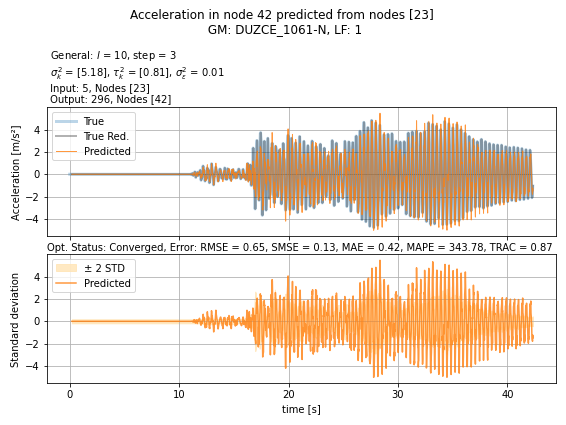 Acceleration in node 42 predicted from nodes [23]
GM: DUZCE_1061-N, LF: 1
General: l = 10, step = 3
σ²ₖ = [5.18], τ²ₖ = [0.81], σ²ε = 0.01
Input: 5, Nodes [23]
Output: 296, Nodes [42]
True
True Red.
Predicted
Acceleration [m/s²]
4
2
0
−2
−4
Opt. Status: Converged, Error: RMSE = 0.65, SMSE = 0.13, MAE = 0.42, MAPE = 343.78, TRAC = 0.87
± 2 STD
Predicted
Standard deviation
4
2
0
−2
−4
0 10 20 30 40
time [s]